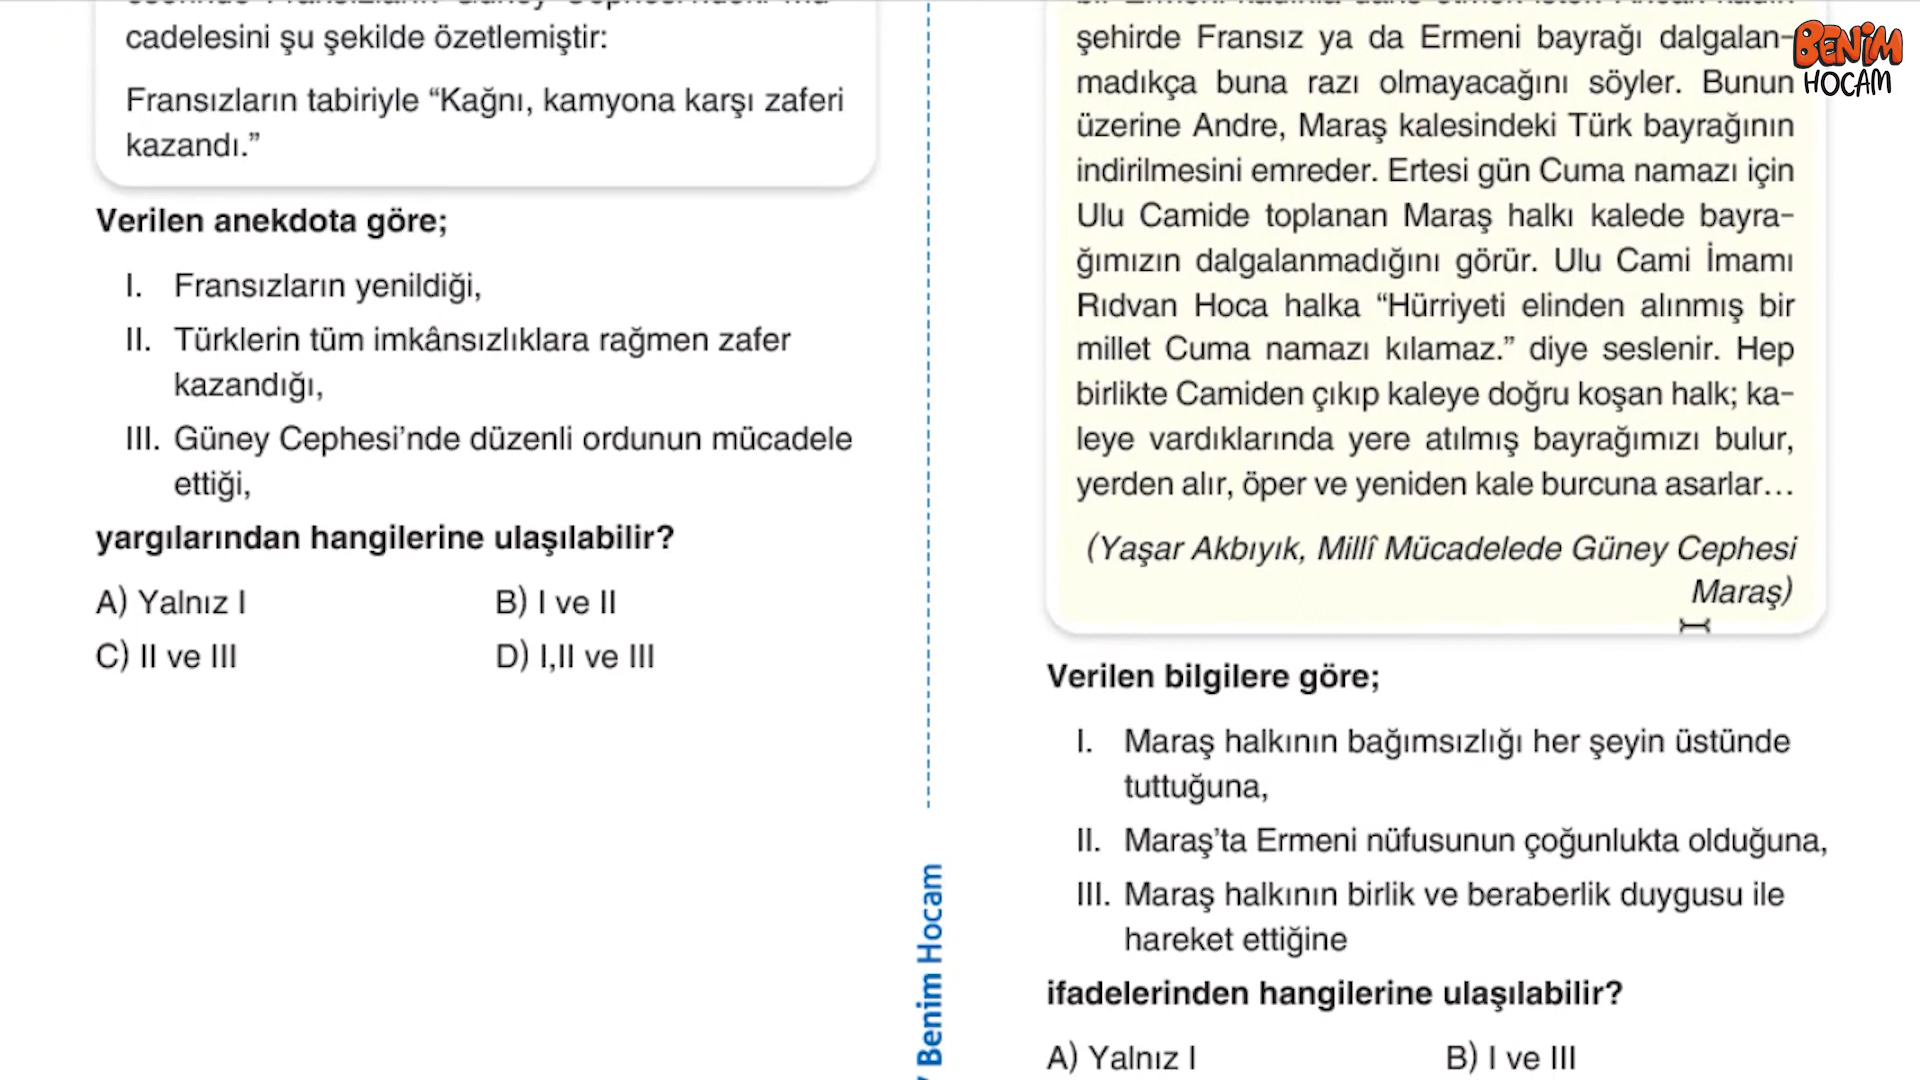 cadelesini şu şekilde özetlemiştir:
Fransızların tabiriyle “Kağnı, kamyona karşı zaferi
kazandı.”
Verilen anekdota göre;
I. Fransızların yenildiği,
II. Türklerin tüm imkânsızlıklara rağmen zafer
kazandığı,
III. Güney Cephesi’nde düzenli ordunun mücadele
ettiği,
yargılarından hangilerine ulaşılabilir?
A) Yalnız I
B) I ve II
C) II ve III
D) I,II ve III
Benim Hocam
şehirde Fransız ya da Ermeni bayrağı dalgalan-
madıkça buna razı olmayacağını söyler. Bunun
üzerine Andre, Maraş kalesindeki Türk bayrağının
indirilmesini emreder. Ertesi gün Cuma namazı için
Ulu Camide toplanan Maraş halkı kalede bayra-
ğımızın dalgalanmadığını görür. Ulu Cami İmamı
Rıdvan Hoca halka “Hürriyeti elinden alınmış bir
millet Cuma namazı kılamaz.” diye seslenir. Hep
birlikte Camiden çıkıp kaleye doğru koşan halk; ka-
leye vardıklarında yere atılmış bayrağımızı bulur,
yerden alır, öper ve yeniden kale burcuna asarlar...
(Yaşar Akbıyık, Millî Mücadelede Güney Cephesi
Maraş)
Verilen bilgilere göre;
I. Maraş halkının bağımsızlığı her şeyin üstünde
tuttuğuna,
II. Maraş’ta Ermeni nüfusunun çoğunlukta olduğuna,
III. Maraş halkının birlik ve beraberlik duygusu ile
hareket ettiğine
ifadelerinden hangilerine ulaşılabilir?
A) Yalnız I
B) I ve III
BENİM
HOCAM